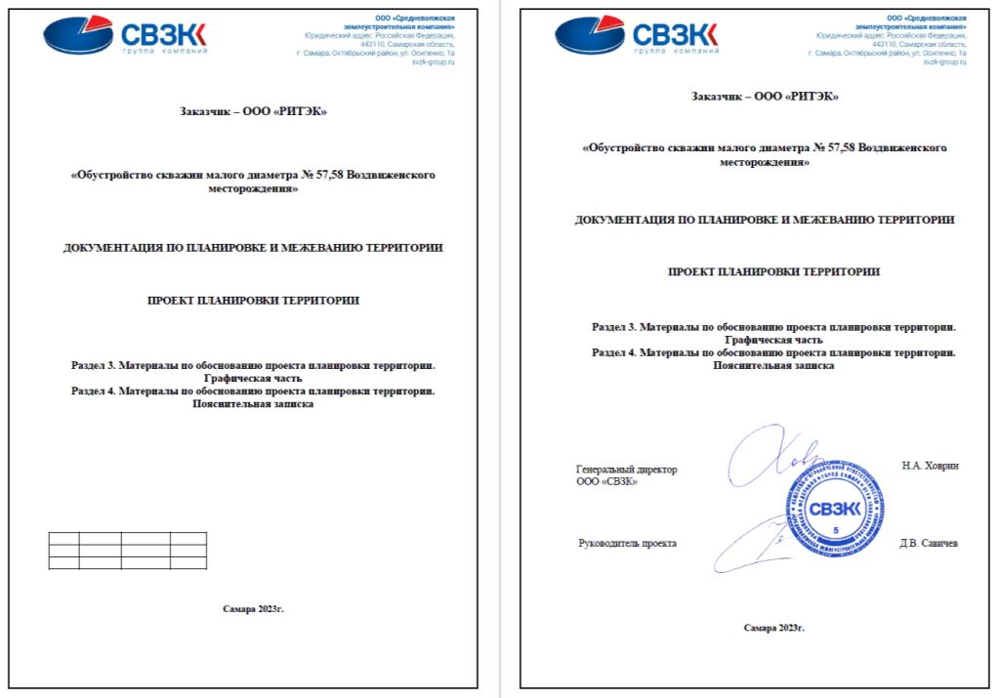 СВЗК
группа компаний
ООО «Средневолжская
землеустроительная компания»
Юридический адрес: Российская Федерация,
443110, Самарская область,
г. Самара, Октябрьский район, ул. Осипенко, 1а
svzk-group.ru
Заказчик – ООО «РИТЭК»
«Обустройство скважин малого диаметра № 57,58 Воздвиженского
месторождения»
ДОКУМЕНТАЦИЯ ПО ПЛАНИРОВКЕ И МЕЖЕВАНИЮ ТЕРРИТОРИИ
ПРОЕКТ ПЛАНИРОВКИ ТЕРРИТОРИИ
Раздел 3. Материалы по обоснованию проекта планировки территории.
Графическая часть
Раздел 4. Материалы по обоснованию проекта планировки территории.
Пояснительная записка
Самара 2023г.
СВЗК
группа компаний
ООО «Средневолжская
землеустроительная компания»
Юридический адрес: Российская Федерация,
443110, Самарская область,
г. Самара, Октябрьский район, ул. Осипенко, 1а
svzk-group.ru
Заказчик – ООО «РИТЭК»
«Обустройство скважин малого диаметра № 57,58 Воздвиженского
месторождения»
ДОКУМЕНТАЦИЯ ПО ПЛАНИРОВКЕ И МЕЖЕВАНИЮ ТЕРРИТОРИИ
ПРОЕКТ ПЛАНИРОВКИ ТЕРРИТОРИИ
Раздел 3. Материалы по обоснованию проекта планировки территории.
Графическая часть
Раздел 4. Материалы по обоснованию проекта планировки территории.
Пояснительная записка
Генеральный директор
ООО «СВЗК»
Н.А. Ховрин
СВЗК
5
Руководитель проекта
Д.В. Савичев
Самара 2023г.